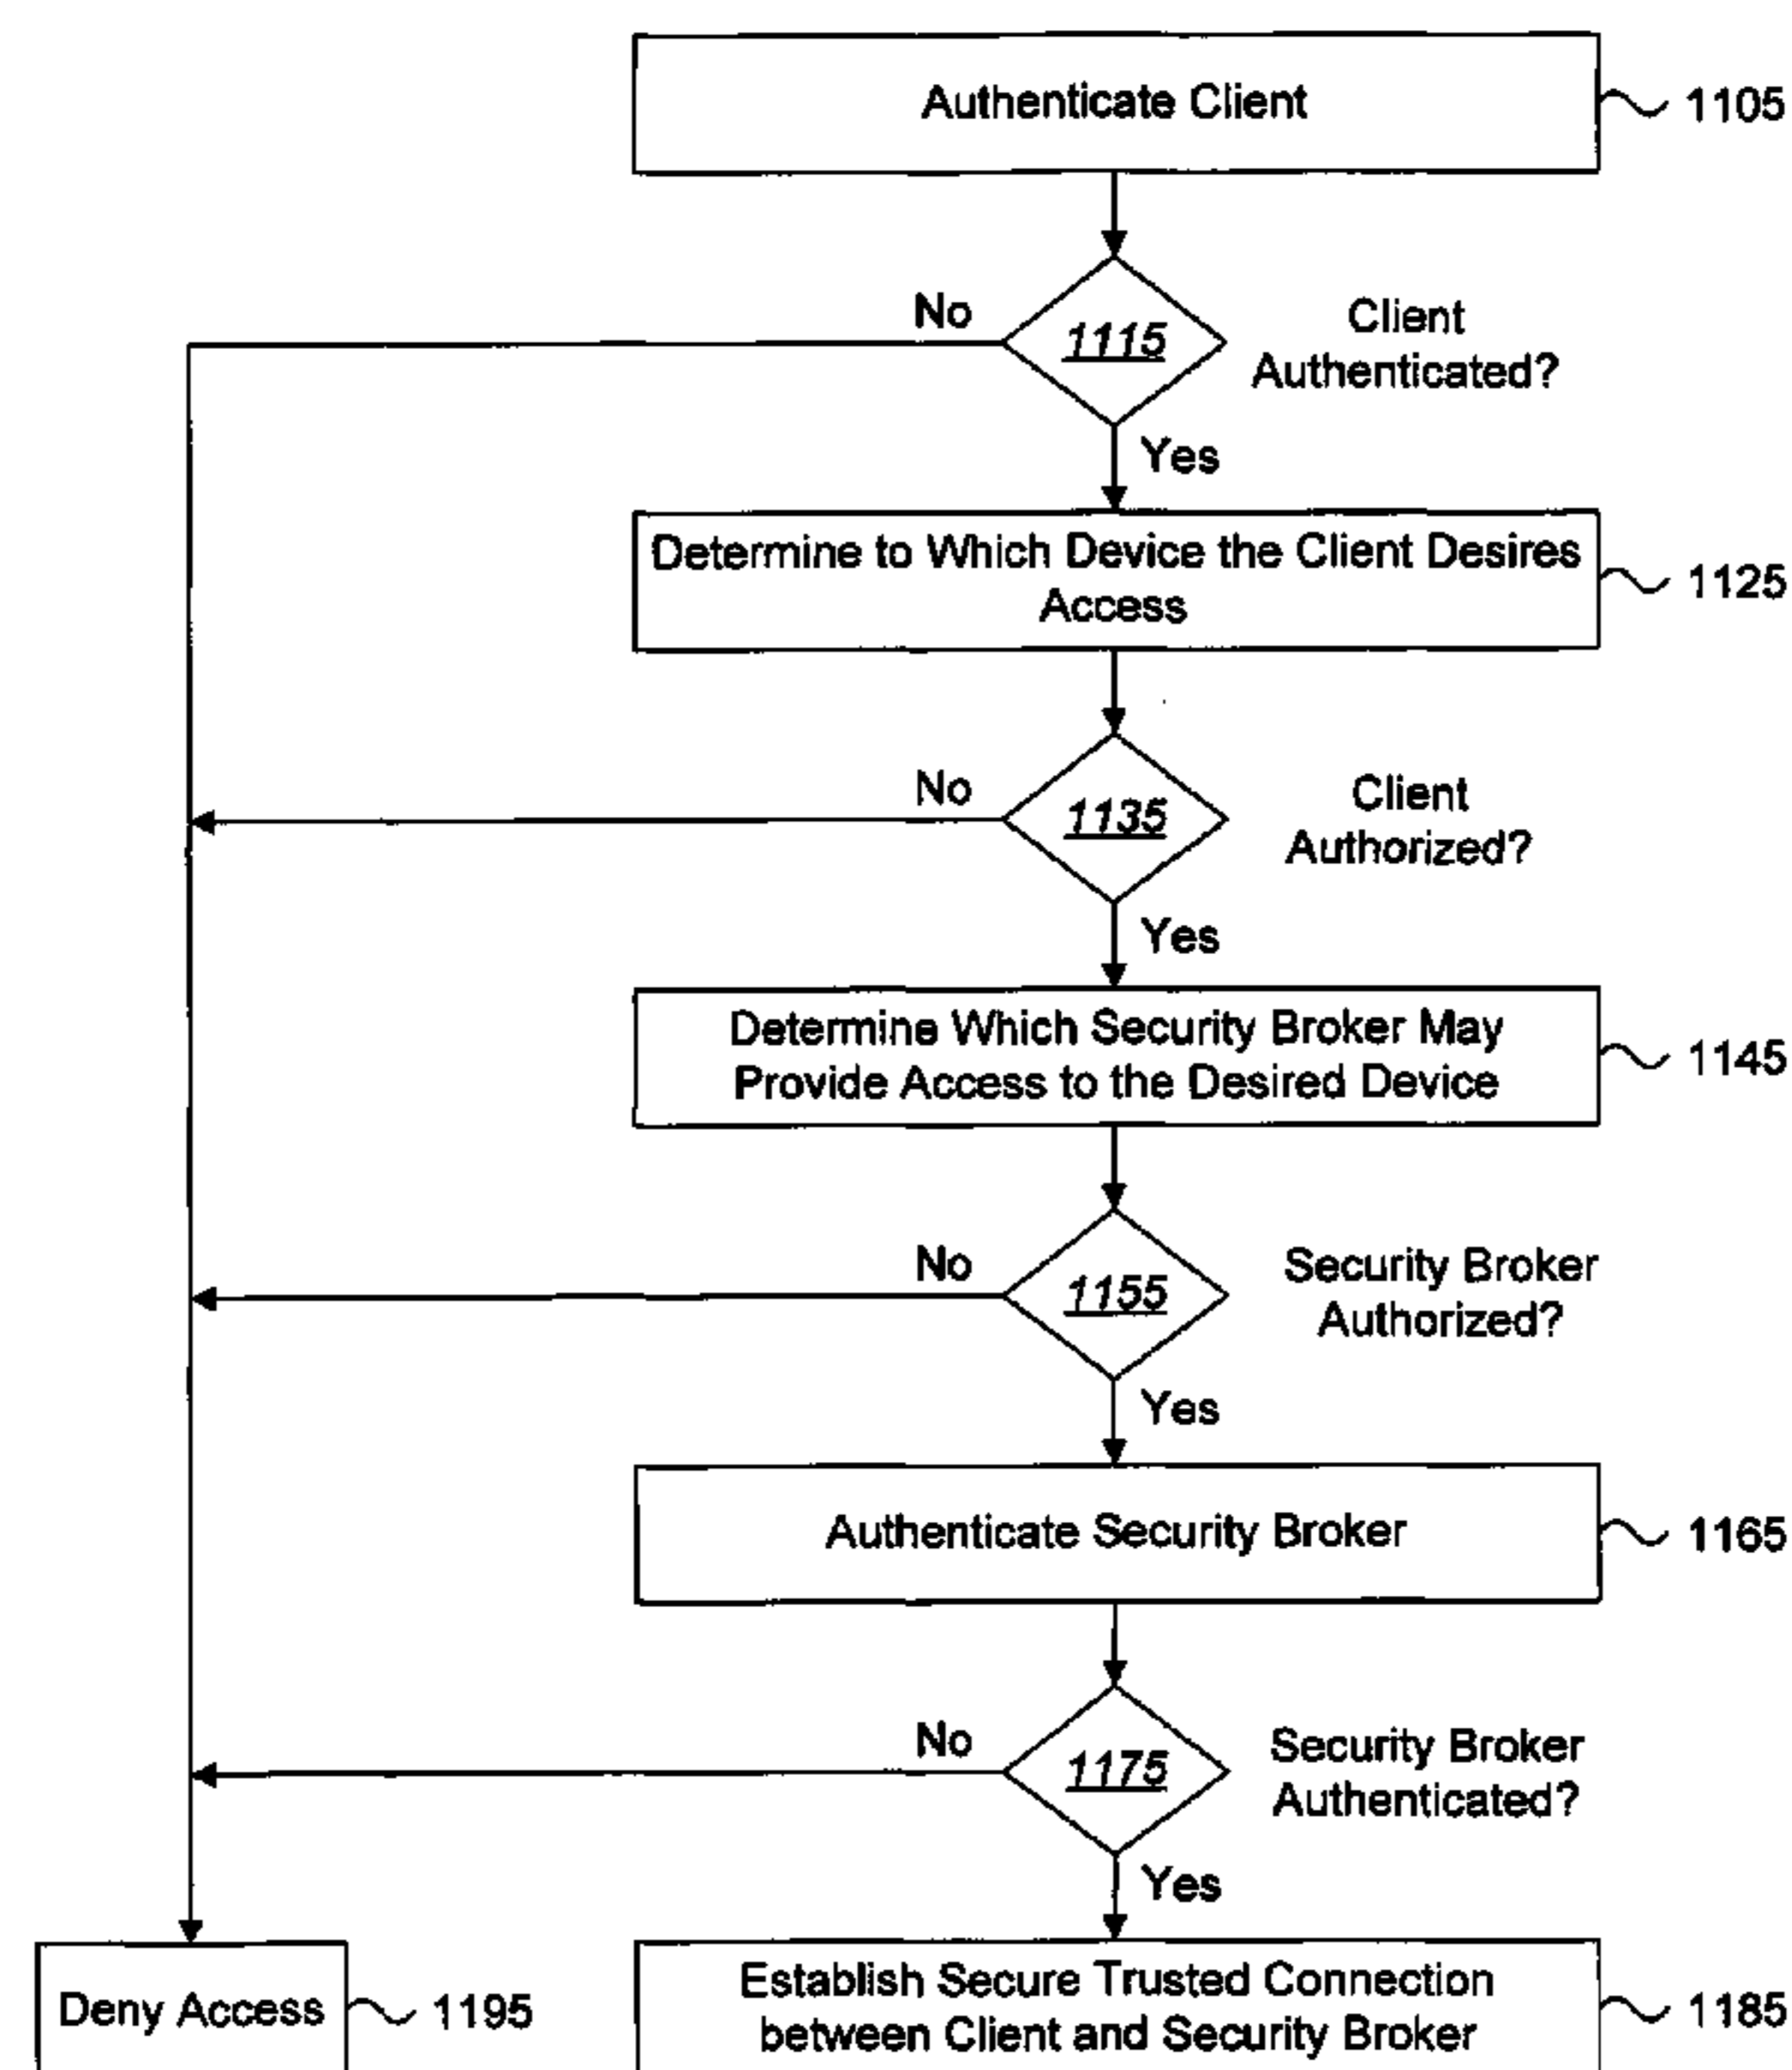 Authenticate Client
1105
No
1115
Client
Authenticated?
Yes
Determine to Which Device the Client Desires
Access
1125
No
1135
Client
Authorized?
Yes
Determine Which Security Broker May
Provide Access to the Desired Device
1145
No
1155
Security Broker
Authorized?
Yes
Authenticate Security Broker
1165
No
1175
Security Broker
Authenticated?
Yes
Deny Access
1195
Establish Secure Trusted Connection
between Client and Security Broker
1185